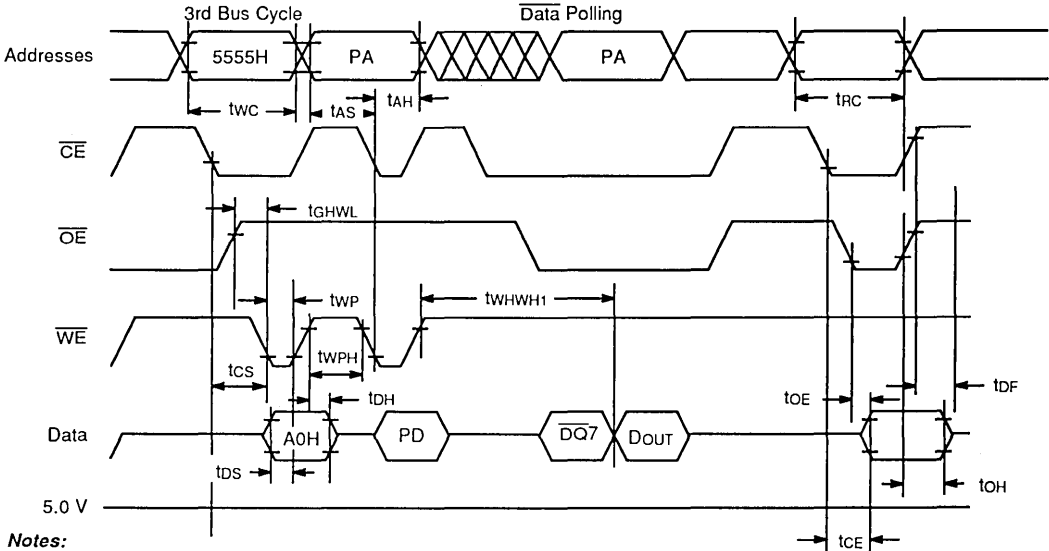 3rd Bus Cycle
Data Polling
Addresses
5555H
PA
PA
tWC
tAS
tAH
tRC
CE
tGHWL
OE
tWP
tWHWH1
WE
tWPH
tCS
tDH
tOE
tDF
Data
A0H
PD
DQ7
DOUT
tDS
tOH
5.0 V
tCE
Notes: